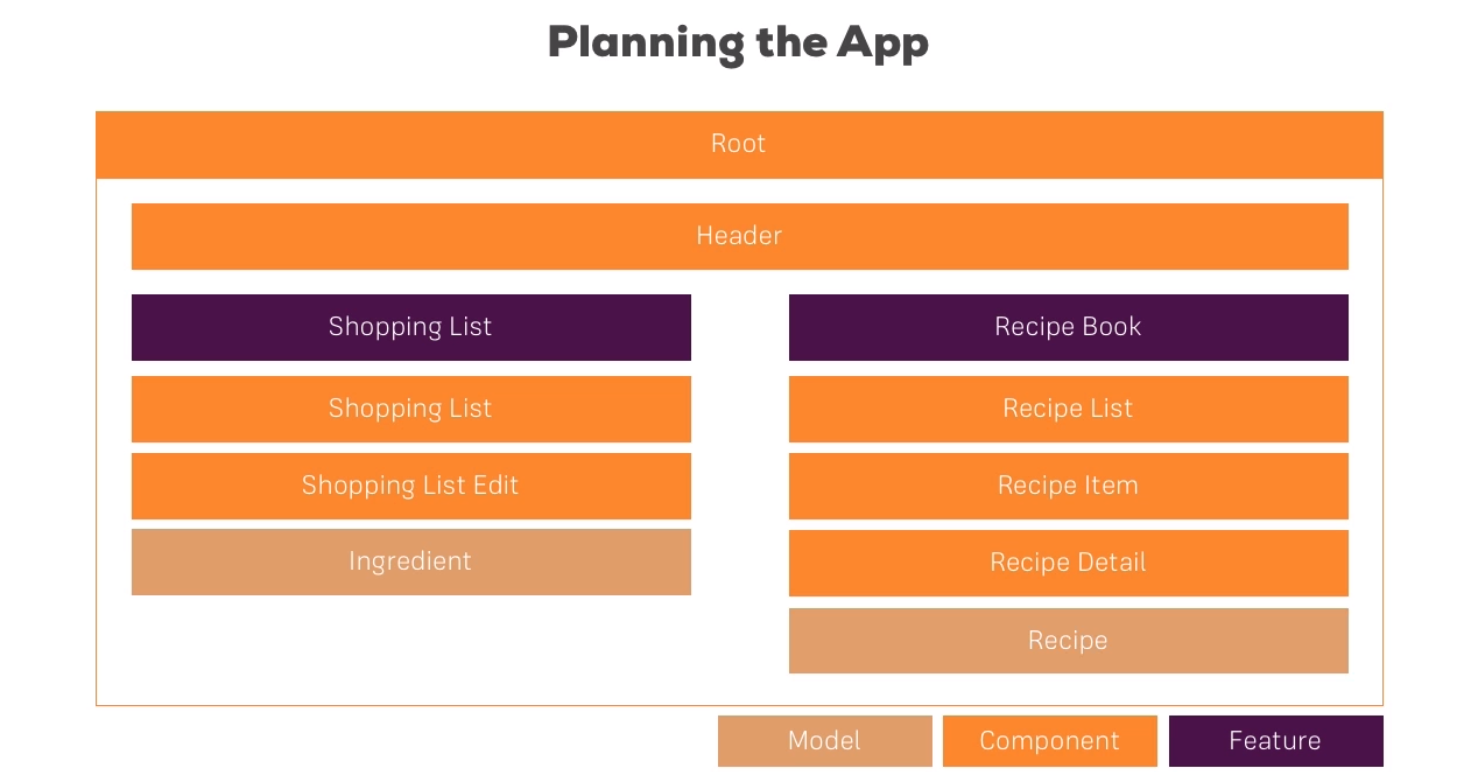 Planning the App
Root
Header
Shopping List
Shopping List
Shopping List Edit
Ingredient
Recipe Book
Recipe List
Recipe Item
Recipe Detail
Recipe
Model
Component
Feature